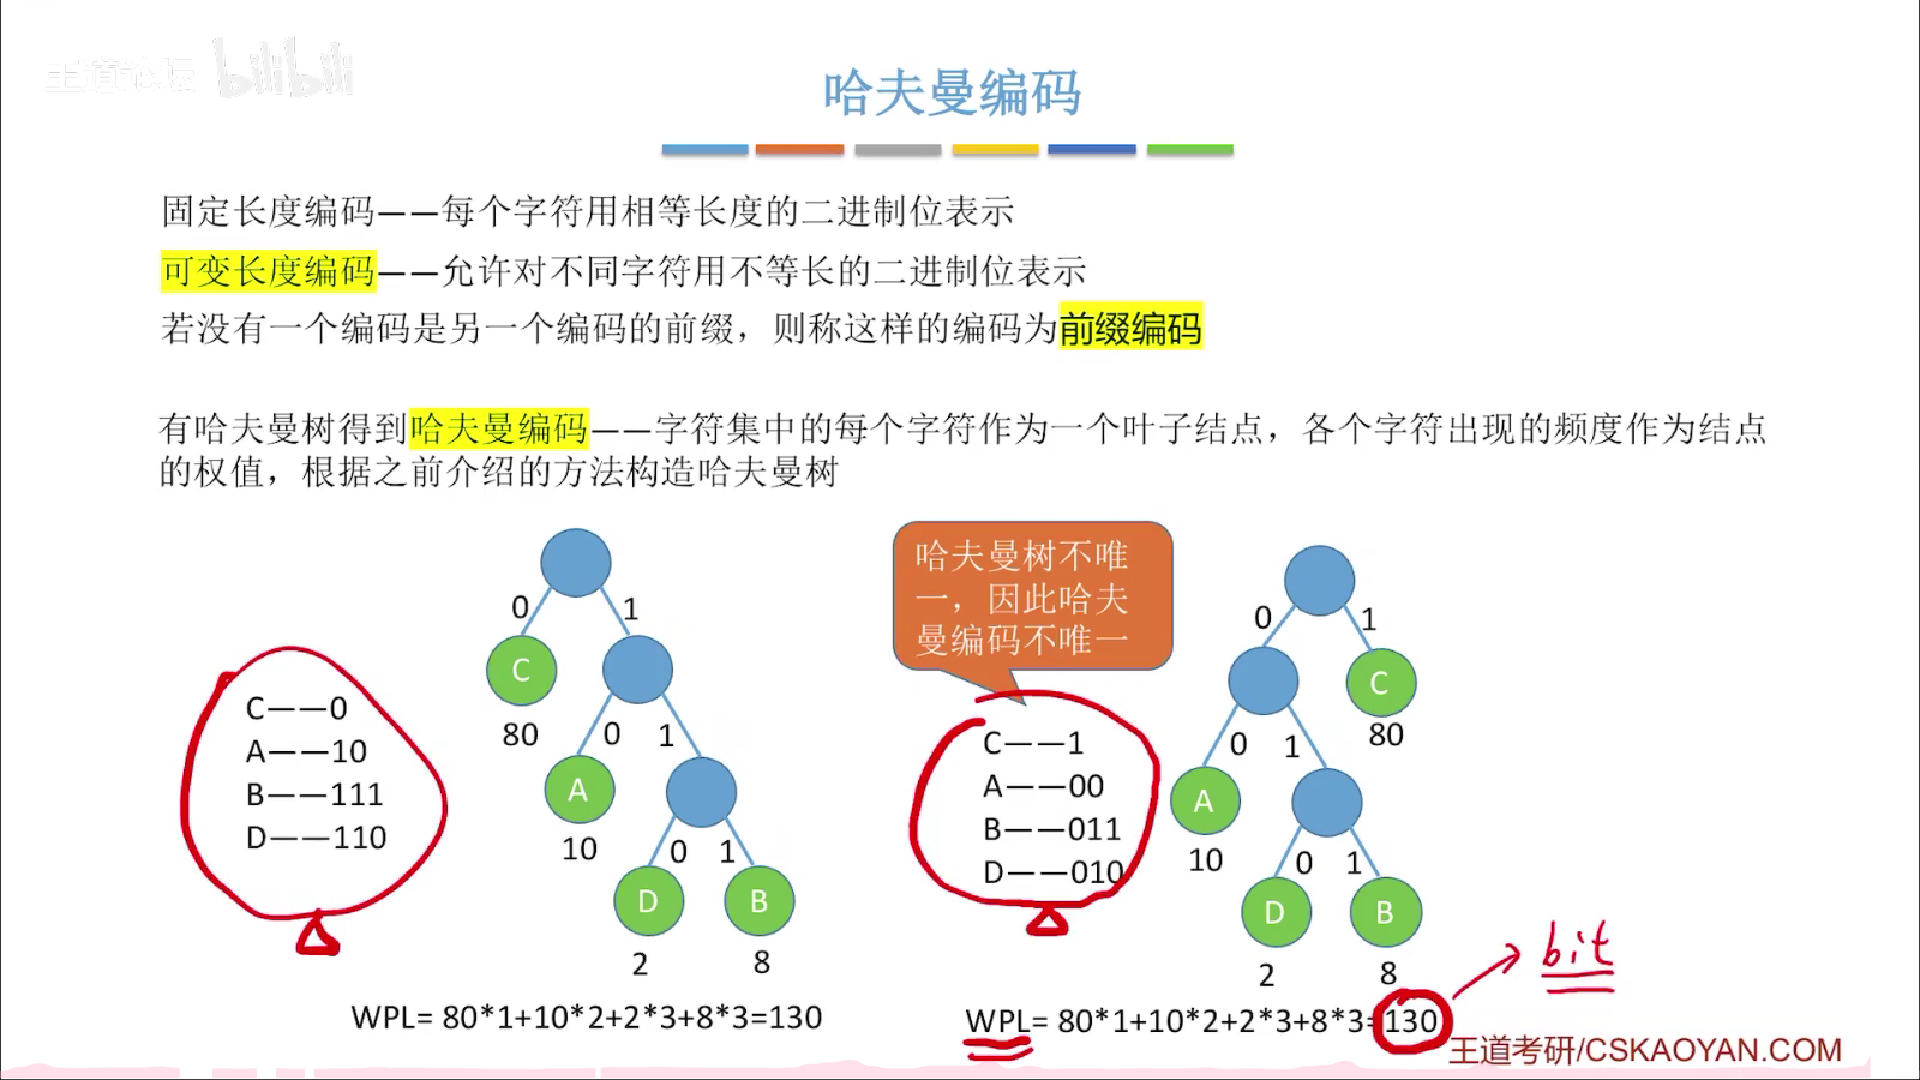 王道论坛 bilibili
哈夫曼编码
固定长度编码——每个字符用相等长度的二进制位表示
可变长度编码——允许对不同字符用不等长的二进制位表示
若没有一个编码是另一个编码的前缀，则称这样的编码为前缀编码
有哈夫曼树得到哈夫曼编码——字符集中的每个字符作为一个叶子结点，各个字符出现的频度作为结点
的权值，根据之前介绍的方法构造哈夫曼树
C——0
A——10
B——111
D——110
0 1
C
80
0 1
A
10
0 1
D B
2 8
WPL= 80*1+10*2+2*3+8*3=130
哈夫曼树不唯
一，因此哈夫
曼编码不唯一
C——1
A——00
B——011
D——010
0 1
C
80
0 1
A
10
0 1
D B
2 8
WPL= 80*1+10*2+2*3+8*3=130
bit
王道考研/CSKAOYAN.COM